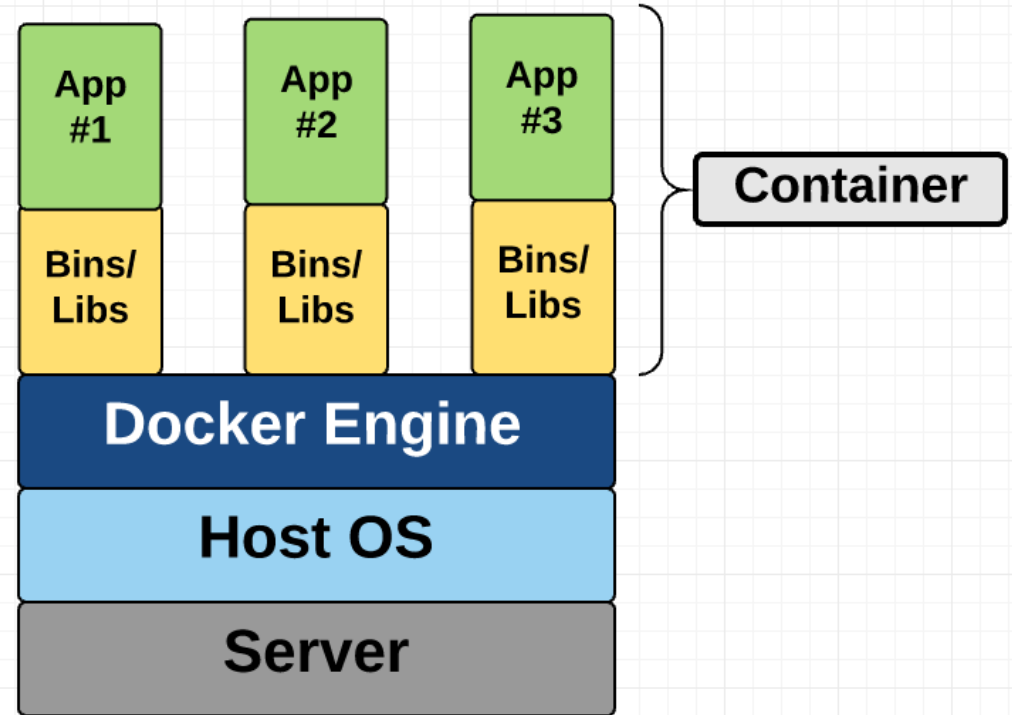 App
#1
App
#2
App
#3
Container
Bins/
Libs
Bins/
Libs
Bins/
Libs
Docker Engine
Host OS
Server